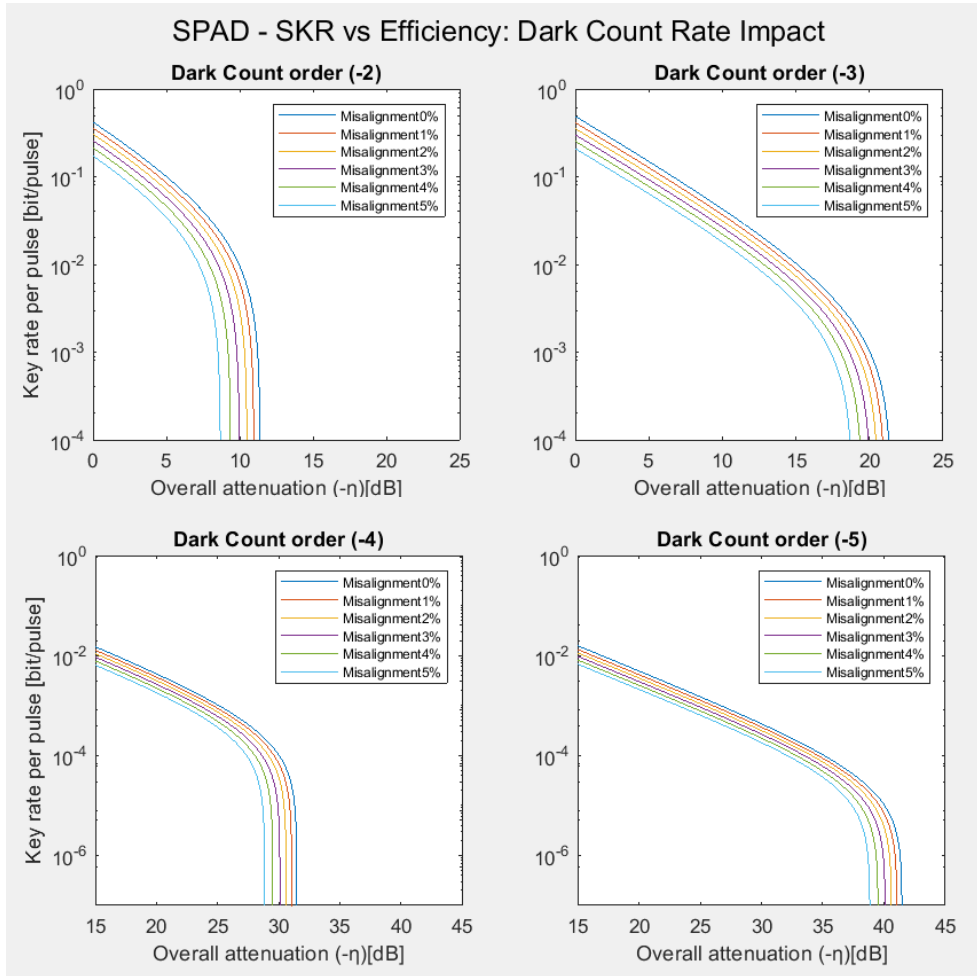 SPAD - SKR vs Efficiency: Dark Count Rate Impact
Dark Count order (-2)
Key rate per pulse [bit/pulse]
10^0
10^-1
10^-2
10^-3
10^-4
Misalignment0%
Misalignment1%
Misalignment2%
Misalignment3%
Misalignment4%
Misalignment5%
0 5 10 15 20 25
Overall attenuation (-η)[dB]
Dark Count order (-3)
10^0
10^-1
10^-2
10^-3
10^-4
Misalignment0%
Misalignment1%
Misalignment2%
Misalignment3%
Misalignment4%
Misalignment5%
0 5 10 15 20 25
Overall attenuation (-η)[dB]
Dark Count order (-4)
Key rate per pulse [bit/pulse]
10^0
10^-2
10^-4
10^-6
Misalignment0%
Misalignment1%
Misalignment2%
Misalignment3%
Misalignment4%
Misalignment5%
15 20 25 30 35 40 45
Overall attenuation (-η)[dB]
Dark Count order (-5)
10^0
10^-2
10^-4
10^-6
Misalignment0%
Misalignment1%
Misalignment2%
Misalignment3%
Misalignment4%
Misalignment5%
15 20 25 30 35 40 45
Overall attenuation (-η)[dB]